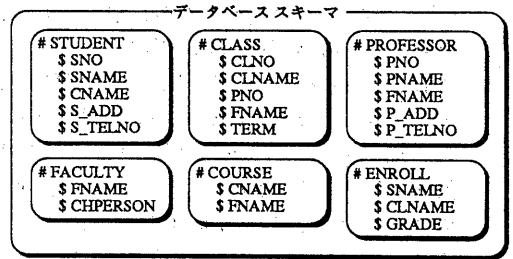 データベース スキーマ
# STUDENT
$ SNO
$ SNAME
$ CNAME
$ S_ADD
$ S_TELNO
# CLASS
$ CLNO
$ CLNAME
$ PNO
$ FNAME
$ TERM
# PROFESSOR
$ PNO
$ PNAME
$ FNAME
$ P_ADD
$ P_TELNO
# FACULTY
$ FNAME
$ CHPERSON
# COURSE
$ CNAME
$ FNAME
# ENROLL
$ SNAME
$ CLNAME
$ GRADE